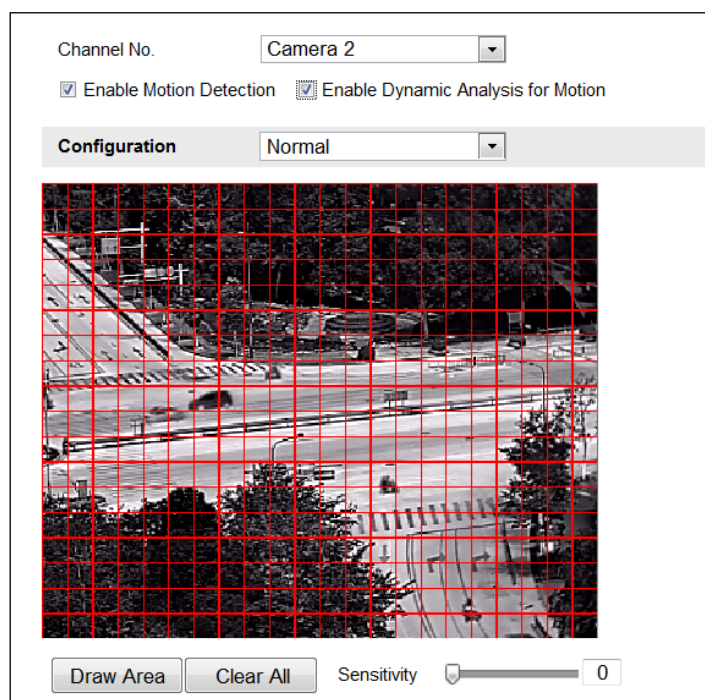 Channel No. Camera 2
Enable Motion Detection Enable Dynamic Analysis for Motion
Configuration Normal
Draw Area Clear All Sensitivity 0